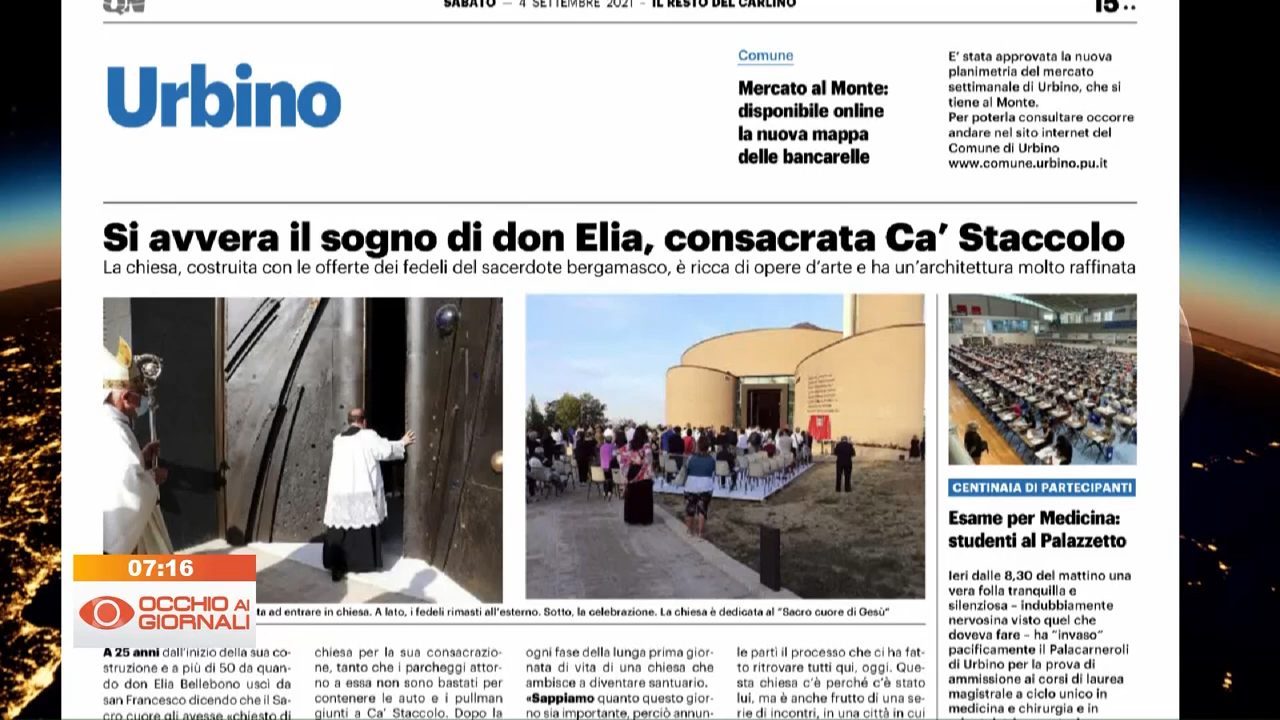 QN
SABATO — 4 SETTEMBRE 2021 – IL RESTO DEL CARLINO
15 ..
Urbino
Comune
Mercato al Monte:
disponibile online
la nuova mappa
delle bancarelle
E' stata approvata la nuova
planimetria del mercato
settimanale di Urbino, che si
tiene al Monte.
Per poterla consultare occorre
andare nel sito internet del
Comune di Urbino
www.comune.urbino.pu.it
Si avvera il sogno di don Elia, consacrata Ca' Staccolo
La chiesa, costruita con le offerte dei fedeli del sacerdote bergamasco, è ricca di opere d'arte e ha un'architettura molto raffinata
ta ad entrare in chiesa. A lato, i fedeli rimasti all'esterno. Sotto, la celebrazione. La chiesa è dedicata al "Sacro cuore di Gesù"
A 25 anni dall'inizio della sua co-
struzione e a più di 50 da quan-
do don Elia Bellebono uscì da
san Francesco dicendo che il Sa-
cro cuore gli avesse «chiesto di
chiesa per la sua consacrazio-
ne, tanto che i parcheggi attor-
no a essa non sono bastati per
contenere le auto e i pullman
giunti a Ca' Staccolo. Dopo la
ogni fase della lunga prima gior-
nata di vita di una chiesa che
ambisce a diventare santuario.
«Sappiamo quanto questo gior-
no sia importante, perciò annun-
le parti il processo che ci ha fat-
to ritrovare tutti qui, oggi. Que-
sta chiesa c'è perché c'è stato
lui, ma è anche frutto di una se-
rie di incontri, in una città in cui
CENTINAIA DI PARTECIPANTI
Esame per Medicina:
studenti al Palazzetto
Ieri dalle 8,30 del mattino una
vera folla tranquilla e
silenziosa – indubbiamente
nervosina visto quel che
doveva fare – ha "invaso"
pacificamente il Palacarneroli
di Urbino per la prova di
ammissione ai corsi di laurea
magistrale a ciclo unico in
medicina e chirurgia e in
07:16
OCCHIO AI
GIORNALI